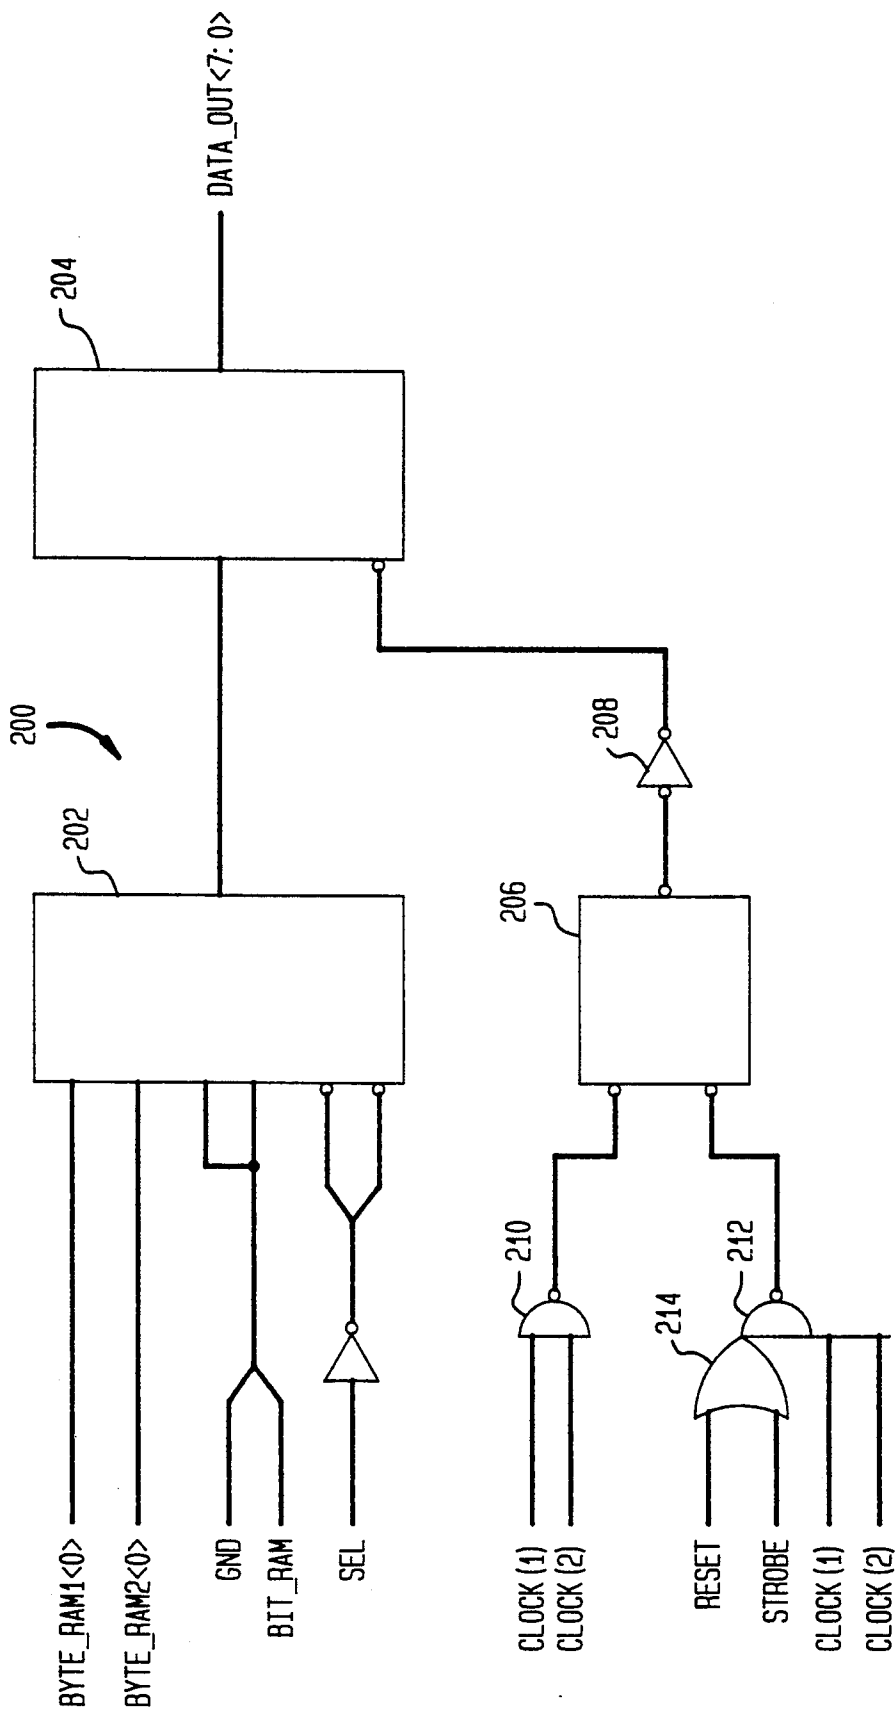 BYTE_RAM1<0>
BYTE_RAM2<0>
GND
BIT_RAM
SEL
202
200
204
DATA_OUT<7:0>
CLOCK(1)
CLOCK(2)
210
206
208
RESET
STROBE
CLOCK(1)
CLOCK(2)
214
212